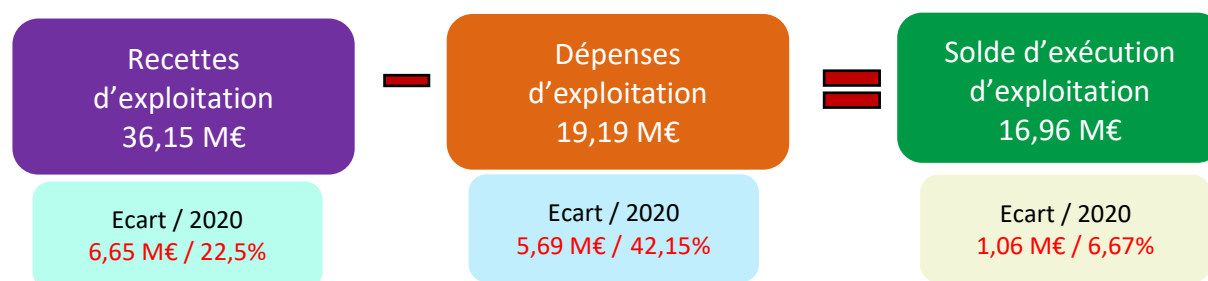 Recettes
d’exploitation
36,15 M€
Dépenses
d’exploitation
19,19 M€
Solde d’exécution
d’exploitation
16,96 M€
Ecart / 2020
6,65 M€ / 22,5%
Ecart / 2020
5,69 M€ / 42,15%
Ecart / 2020
1,06 M€ / 6,67%